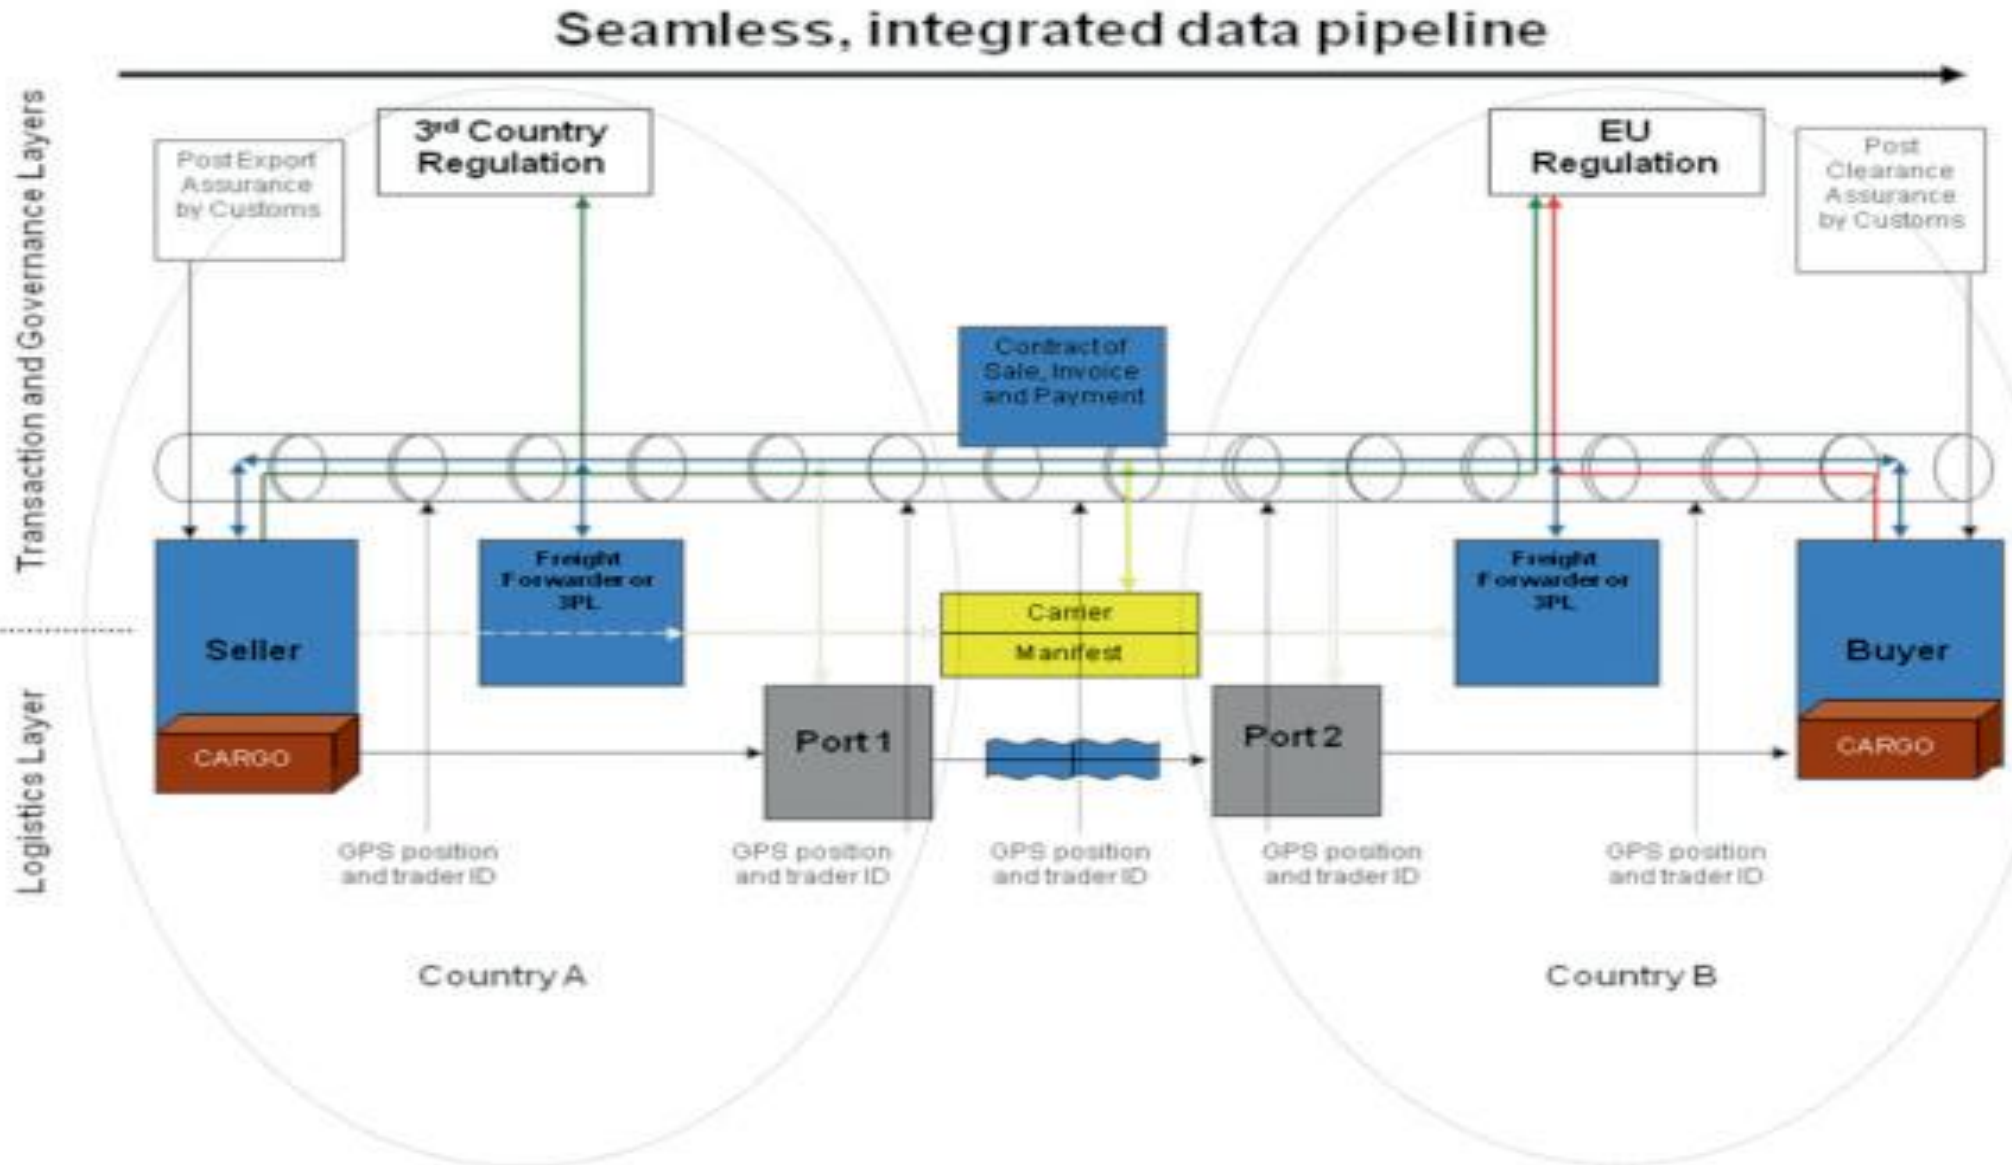 Seamless, integrated data pipeline
Transaction and Governance Layers
Post Export
Assurance
by Customs
3rd Country
Regulation
EU
Regulation
Post
Clearance
Assurance
by Customs
Contract of
Sale, Invoice
and Payment
Seller
Freight
Forwarder or
3PL
Carrier
Manifest
Freight
Forwarder or
3PL
Buyer
Logistics Layer
CARGO
Port 1
Port 2
CARGO
GPS position
and trader ID
GPS position
and trader ID
GPS position
and trader ID
GPS position
and trader ID
GPS position
and trader ID
Country A
Country B